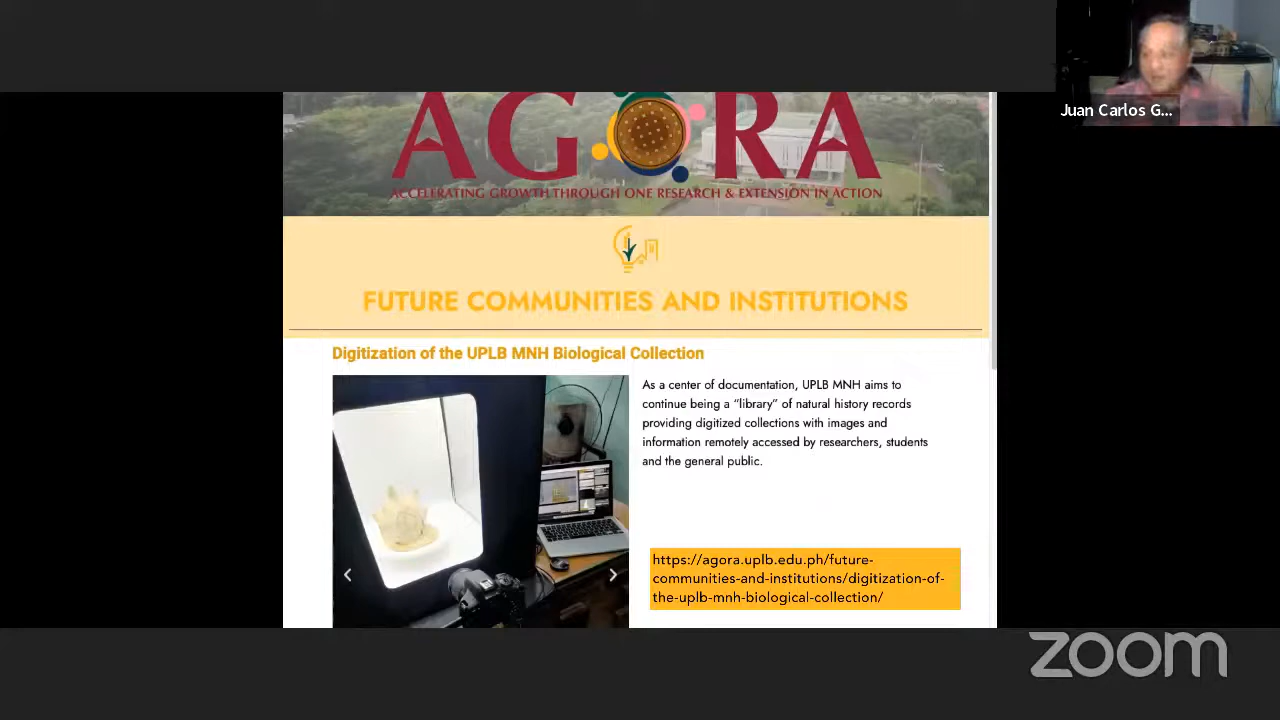 AGORA
Juan Carlos G...
ACCELERATING GROWTH THROUGH ONE RESEARCH & EXTENSION IN ACTION
FUTURE COMMUNITIES AND INSTITUTIONS
Digitization of the UPLB MNH Biological Collection
As a center of documentation, UPLB MNH aims to
continue being a “library” of natural history records
providing digitized collections with images and
information remotely accessed by researchers, students
and the general public.
https://agora.uplb.edu.ph/future-
communities-and-institutions/digitization-of-
the-uplb-mnh-biological-collection/
zoom